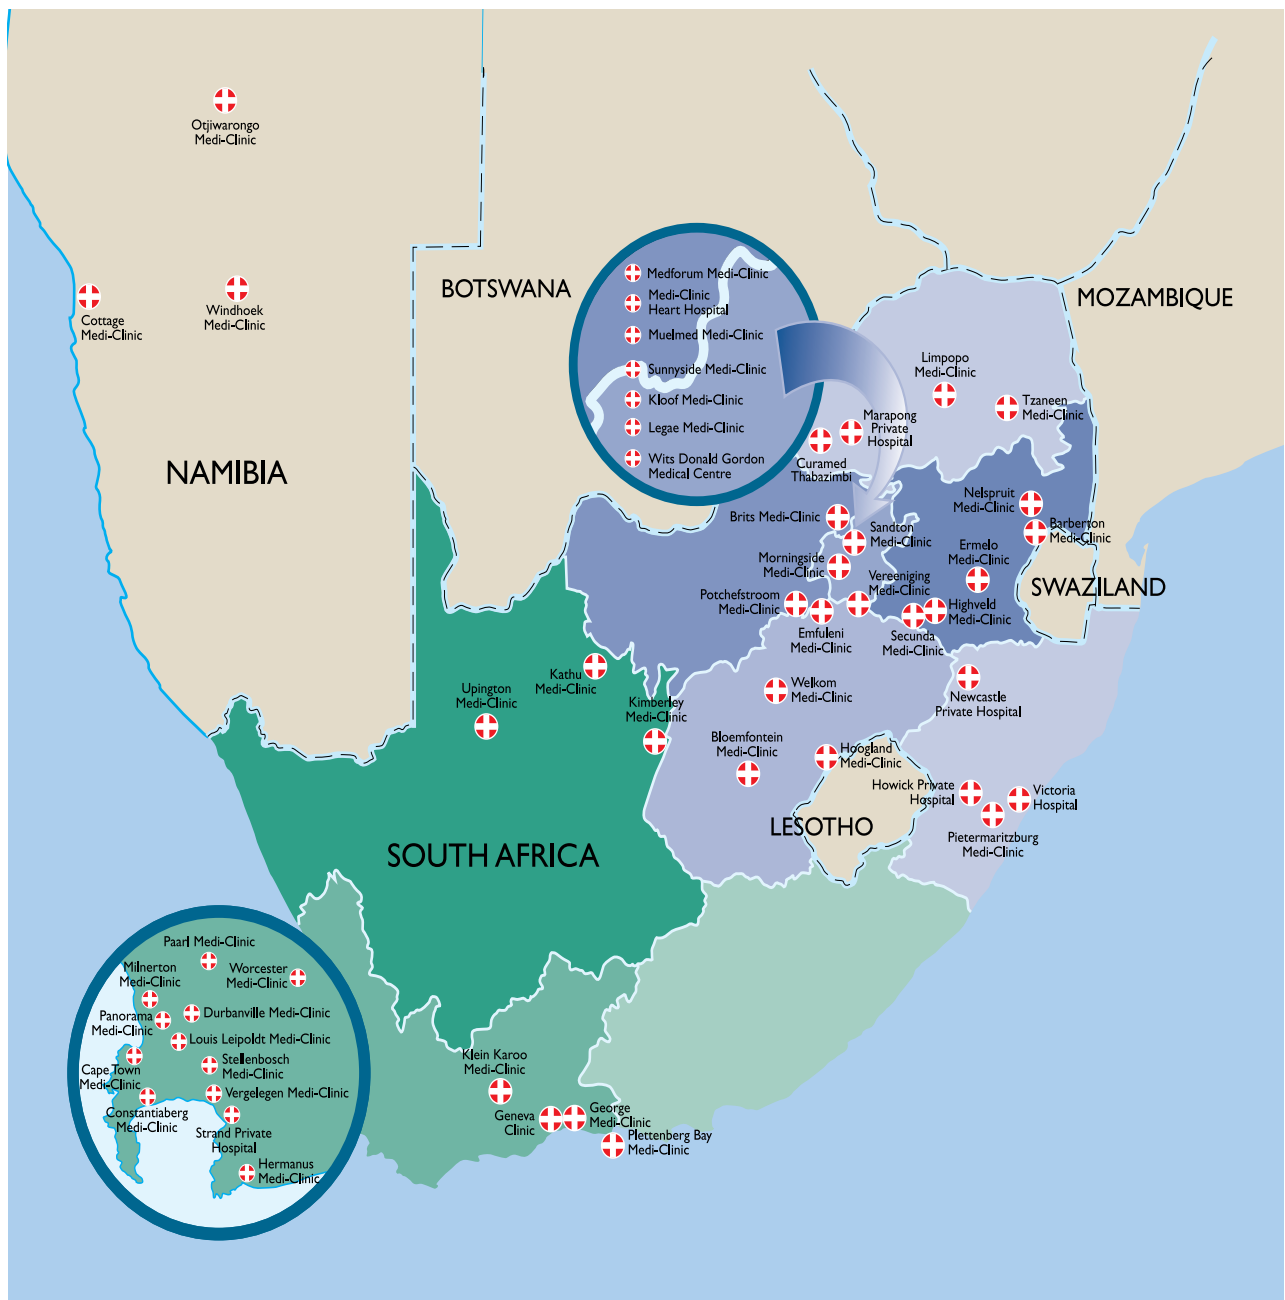 Otjiwarongo
Medi-Clinic
Cottage
Medi-Clinic
Windhoek
Medi-Clinic
NAMIBIA
BOTSWANA
MOZAMBIQUE
Medforum Medi-Clinic
Medi-Clinic
Heart Hospital
Muelmed Medi-Clinic
Sunnyside Medi-Clinic
Kloof Medi-Clinic
Legae Medi-Clinic
Wits Donald Gordon
Medical Centre
Limpopo
Medi-Clinic
Tzaneen
Medi-Clinic
Marapong
Private
Hospital
Curamed
Thabazimbi
Nelspruit
Medi-Clinic
Barberton
Medi-Clinic
Brits Medi-Clinic
Sandton
Medi-Clinic
Ermelo
Medi-Clinic
Morningside
Medi-Clinic
Vereeniging
Medi-Clinic
SWAZILAND
Potchefstroom
Medi-Clinic
Emfuleni
Medi-Clinic
Highveld
Medi-Clinic
Secunda
Medi-Clinic
Kathu
Medi-Clinic
Upington
Medi-Clinic
Kimberley
Medi-Clinic
Welkom
Medi-Clinic
Newcastle
Private Hospital
Bloemfontein
Medi-Clinic
Hoogland
Medi-Clinic
Howick Private
Hospital
Victoria
Hospital
Pietermaritzburg
Medi-Clinic
LESOTHO
SOUTH AFRICA
Paarl Medi-Clinic
Milnerton
Medi-Clinic
Worcester
Medi-Clinic
Panorama
Medi-Clinic
Durbanville Medi-Clinic
Louis Leipoldt Medi-Clinic
Cape Town
Medi-Clinic
Stellenbosch
Medi-Clinic
Vergelegen Medi-Clinic
Constantiaberg
Medi-Clinic
Strand Private
Hospital
Hermanus
Medi-Clinic
Klein Karoo
Medi-Clinic
Geneva
Clinic
George
Medi-Clinic
Plettenberg Bay
Medi-Clinic